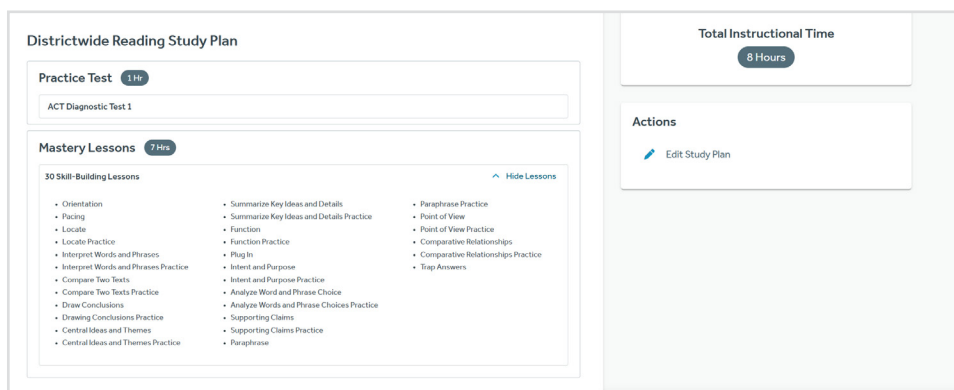 Districtwide Reading Study Plan
Practice Test 1 Hr
ACT Diagnostic Test 1
Mastery Lessons 7 Hrs
30 Skill-Building Lessons
Hide Lessons
• Orientation
• Pacing
• Locate
• Locate Practice
• Interpret Words and Phrases
• Interpret Words and Phrases Practice
• Compare Two Texts
• Compare Two Texts Practice
• Draw Conclusions
• Drawing Conclusions Practice
• Central Ideas and Themes
• Central Ideas and Themes Practice
• Summarize Key Ideas and Details
• Summarize Key Ideas and Details Practice
• Function
• Function Practice
• Plug In
• Intent and Purpose
• Intent and Purpose Practice
• Analyze Word and Phrase Choice
• Analyze Words and Phrase Choices Practice
• Supporting Claims
• Supporting Claims Practice
• Paraphrase
• Paraphrase Practice
• Point of View
• Point of View Practice
• Comparative Relationships
• Comparative Relationships Practice
• Trap Answers
Total Instructional Time
8 Hours
Actions
Edit Study Plan